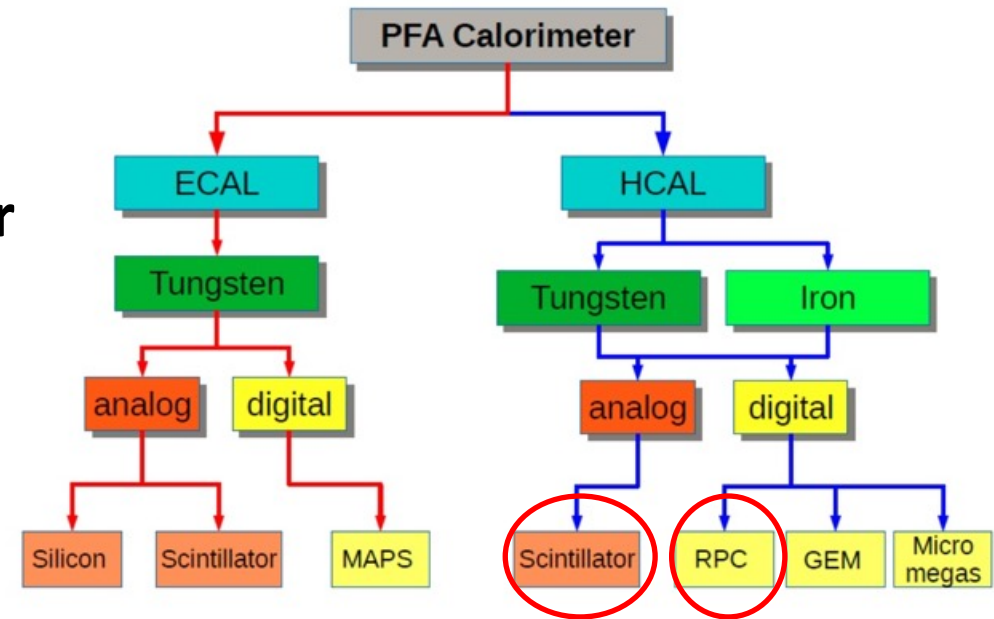 PFA Calorimeter
ECAL
HCAL
r
Tungsten
Tungsten
Iron
analog
digital
analog
digital
Silicon
Scintillator
MAPS
Scintillator
RPC
GEM
Micro
megas